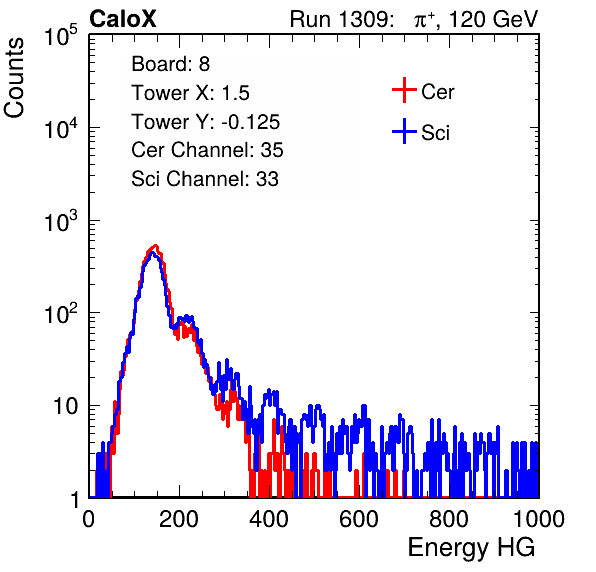 CaloX Run 1309: π⁺, 120 GeV
Counts
Board: 8
Tower X: 1.5
Tower Y: -0.125
Cer Channel: 35
Sci Channel: 33
Cer
Sci
10⁵
10⁴
10³
10²
10
1
0 200 400 600 800 1000
Energy HG